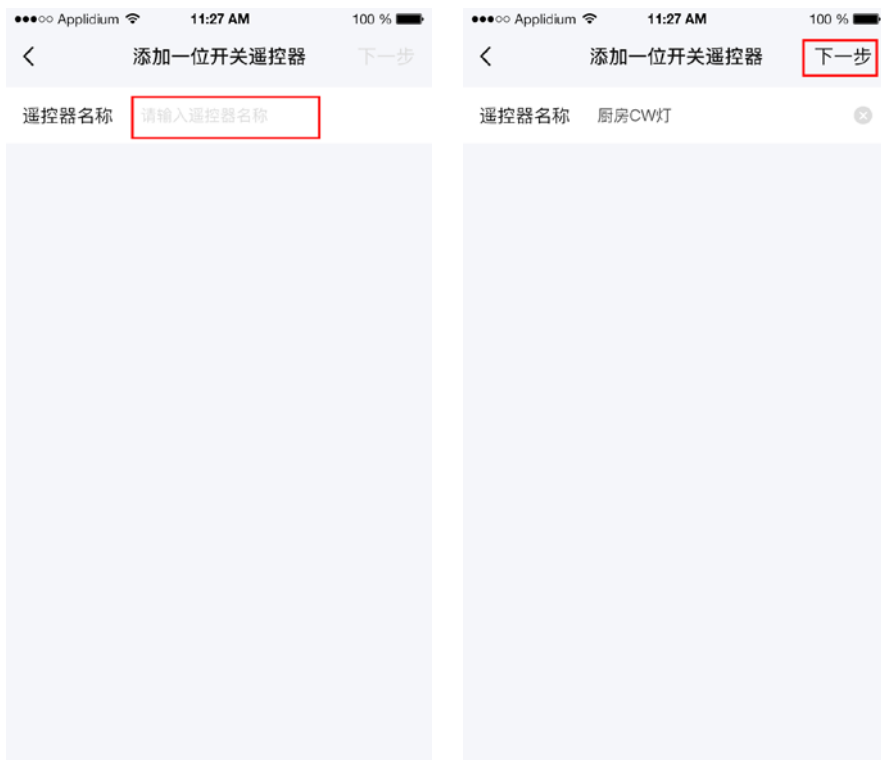 Applidium 11:27 AM 100 %
添加一位开关遥控器 下一步
遥控器名称 请输入遥控器名称
Applidium 11:27 AM 100 %
添加一位开关遥控器 下一步
遥控器名称 厨房CW灯